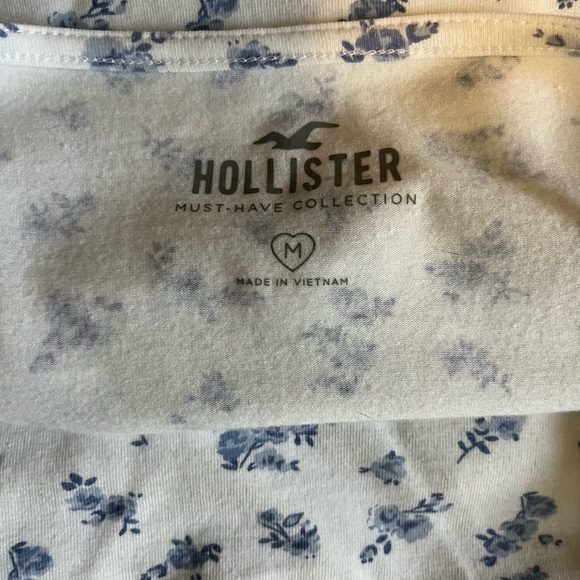 HOLLISTER
MUST-HAVE COLLECTION
M
MADE IN VIETNAM